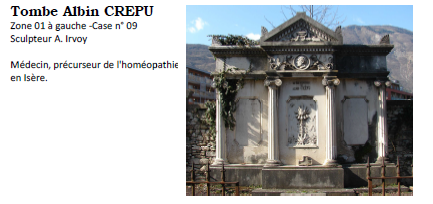 Tombe Albin CREPU
Zone 01 à gauche -Case n° 09
Sculpteur A. Irvoy
Médecin, précurseur de l'homéopathie
en Isère.